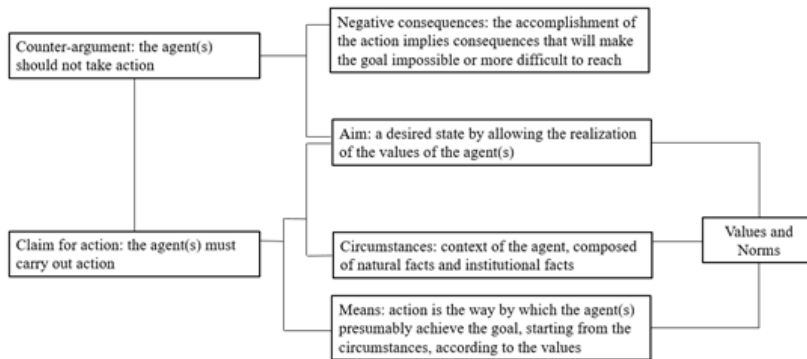 Negative consequences: the accomplishment of
the action implies consequences that will make
the goal impossible or more difficult to reach
Counter-argument: the agent(s)
should not take action
Aim: a desired state by allowing the realization
of the values of the agent(s)
Claim for action: the agent(s) must
carry out action
Circumstances: context of the agent, composed
of natural facts and institutional facts
Values and
Norms
Means: action is the way by which the agent(s)
presumably achieve the goal, starting from the
circumstances, according to the values